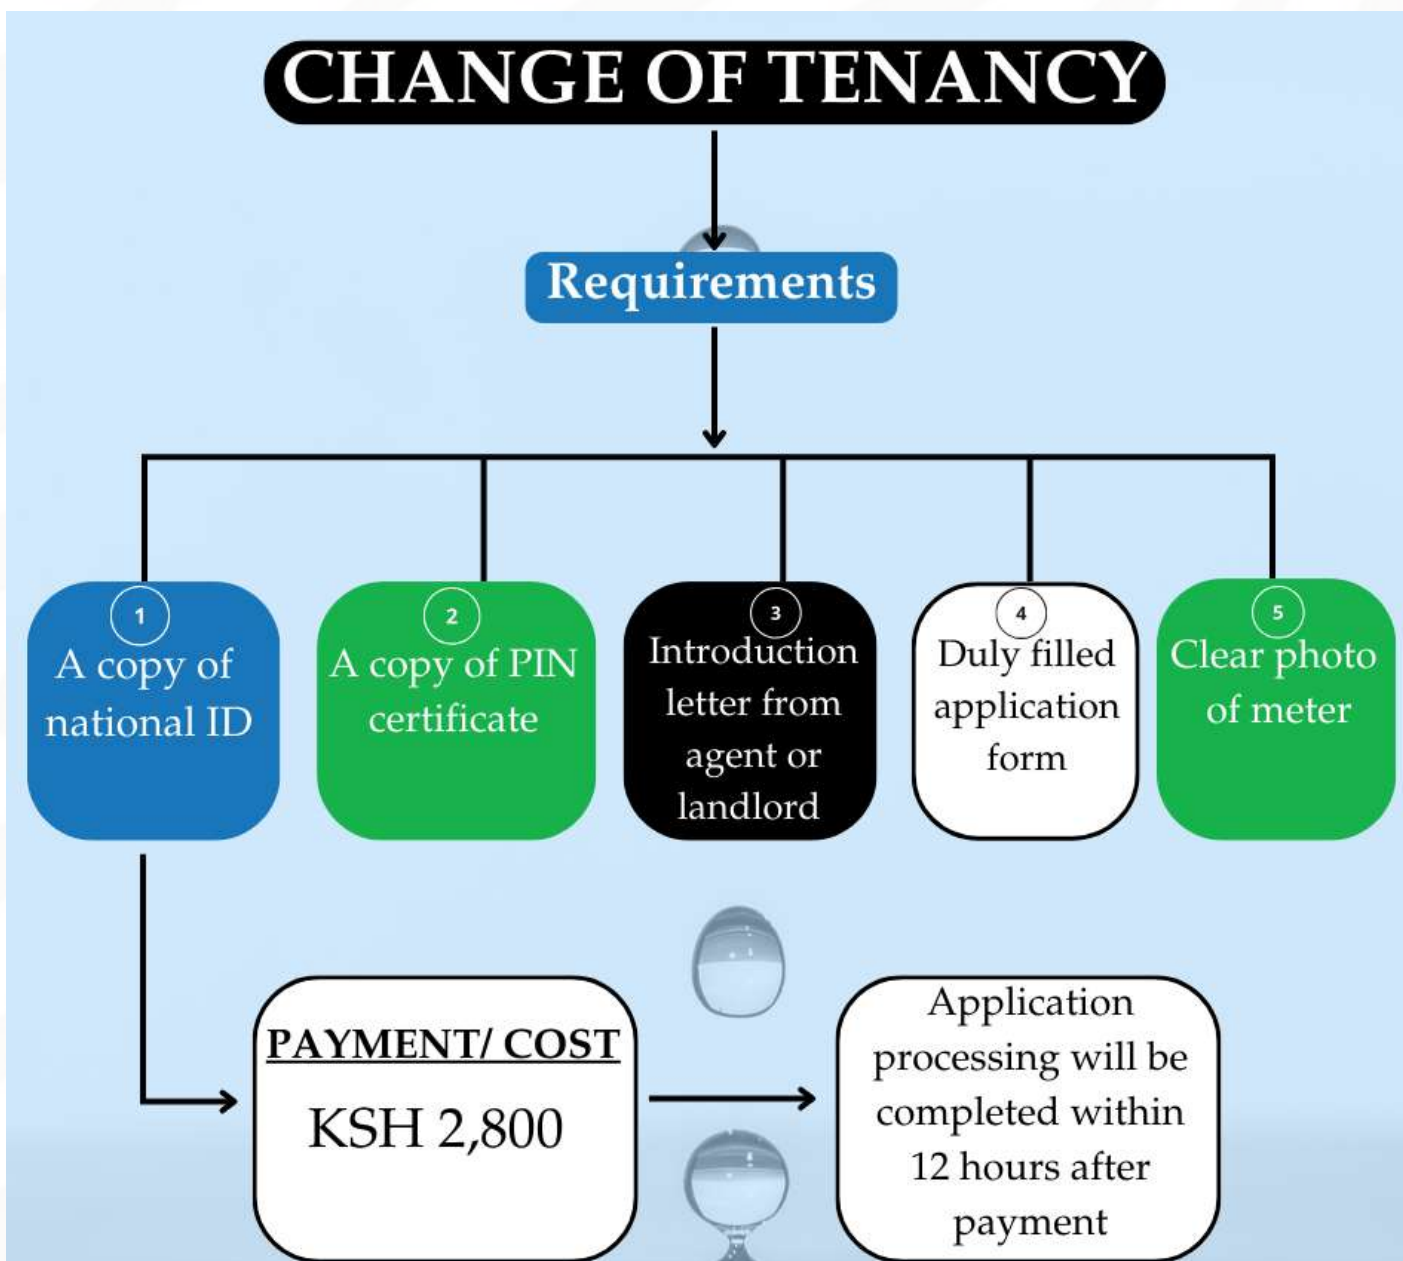 CHANGE OF TENANCY
Requirements
1
A copy of
national ID
2
A copy of PIN
certificate
3
Introduction
letter from
agent or
landlord
4
Duly filled
application
form
5
Clear photo
of meter
PAYMENT/ COST
KSH 2,800
Application
processing will be
completed within
12 hours after
payment